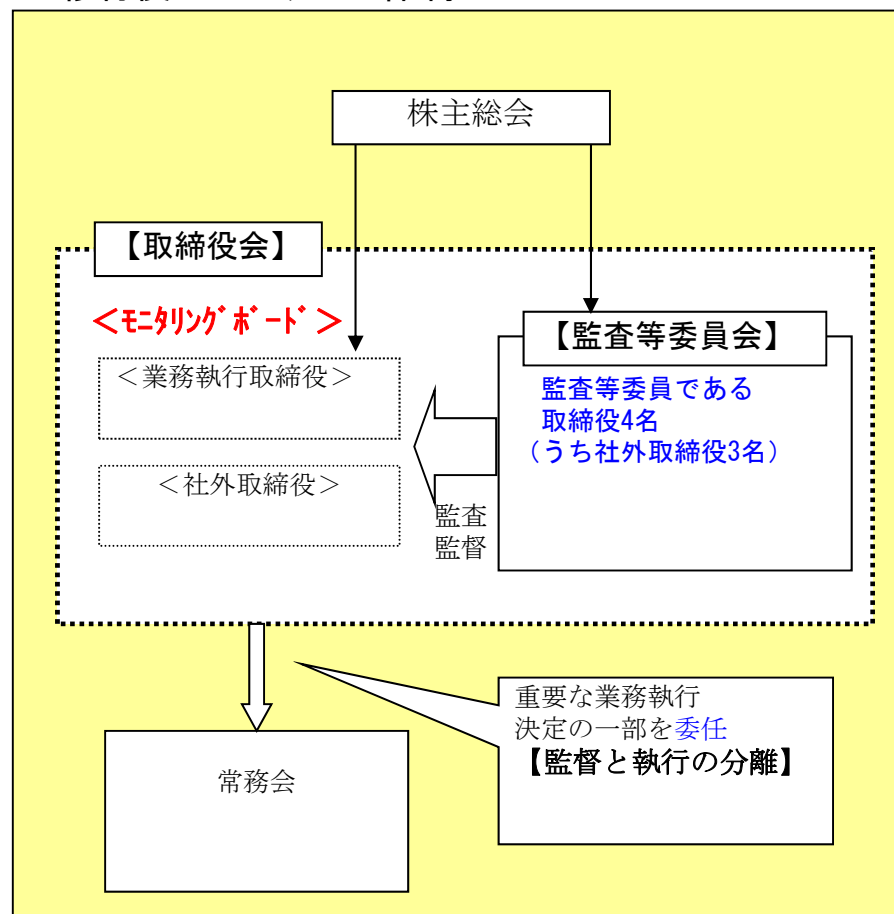 株主総会
【取締役会】
＜ﾓﾆﾀﾘﾝｸﾞﾎﾞｰﾄﾞ＞
＜業務執行取締役＞
＜社外取締役＞
【監査等委員会】
監査等委員である
取締役4名
（うち社外取締役3名）
監査
監督
重要な業務執行
決定の一部を委任
【監督と執行の分離】
常務会